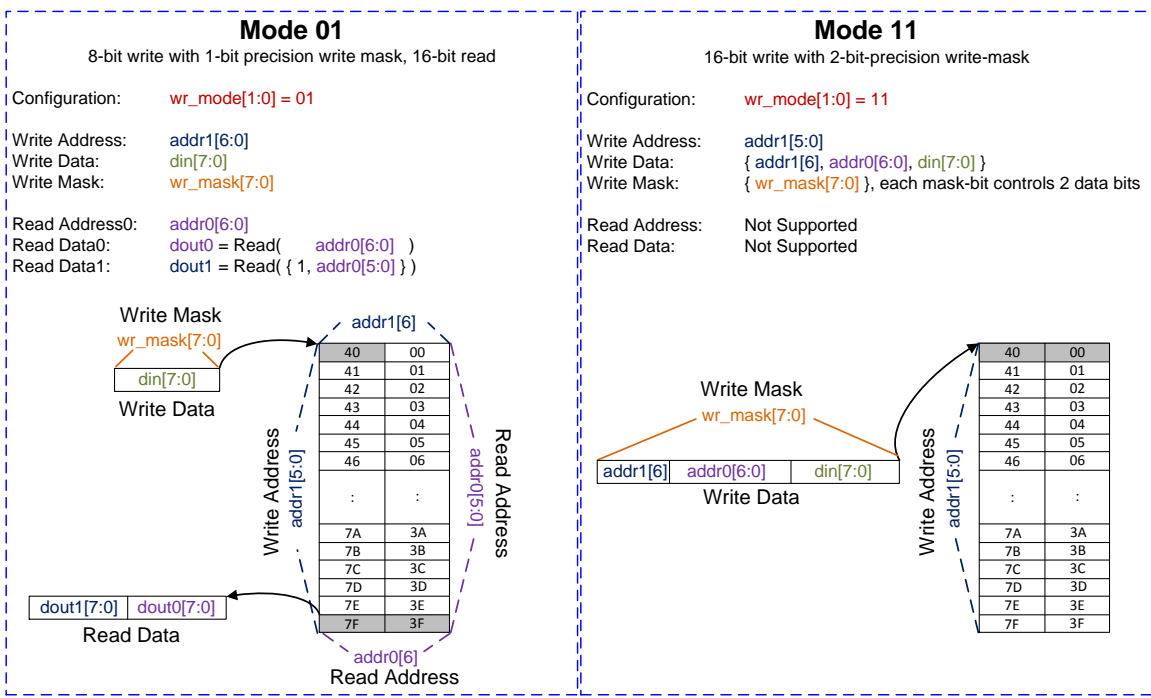 Mode 01
8-bit write with 1-bit precision write mask, 16-bit read
Configuration: wr_mode[1:0] = 01
Write Address: addr1[6:0]
Write Data: din[7:0]
Write Mask: wr_mask[7:0]
Read Address0: addr0[6:0]
Read Data0: dout0 = Read( addr0[6:0] )
Read Data1: dout1 = Read( { 1, addr0[5:0] } )
Write Mask
wr_mask[7:0]
din[7:0]
Write Data
addr1[6]
40 00
41 01
42 02
43 03
44 04
45 05
46 06
: :
7A 3A
7B 3B
7C 3C
7D 3D
7E 3E
7F 3F
Write Address
addr1[5:0]
addr0[5:0]
Read Address
dout1[7:0] dout0[7:0]
Read Data
addr0[6]
Read Address
Mode 11
16-bit write with 2-bit-precision write-mask
Configuration: wr_mode[1:0] = 11
Write Address: addr1[5:0]
Write Data: { addr1[6], addr0[6:0], din[7:0] }
Write Mask: { wr_mask[7:0] }, each mask-bit controls 2 data bits
Read Address: Not Supported
Read Data: Not Supported
Write Mask
wr_mask[7:0]
addr1[6] addr0[6:0] din[7:0]
Write Data
Write Address
addr1[5:0]
40 00
41 01
42 02
43 03
44 04
45 05
46 06
: :
7A 3A
7B 3B
7C 3C
7D 3D
7E 3E
7F 3F